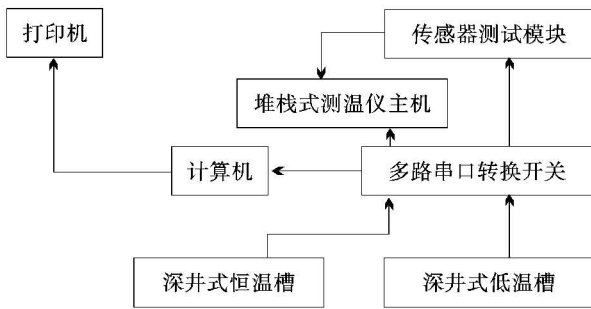 打印机
传感器测试模块
堆栈式测温仪主机
计算机
多路串口转换开关
深井式恒温槽
深井式低温槽